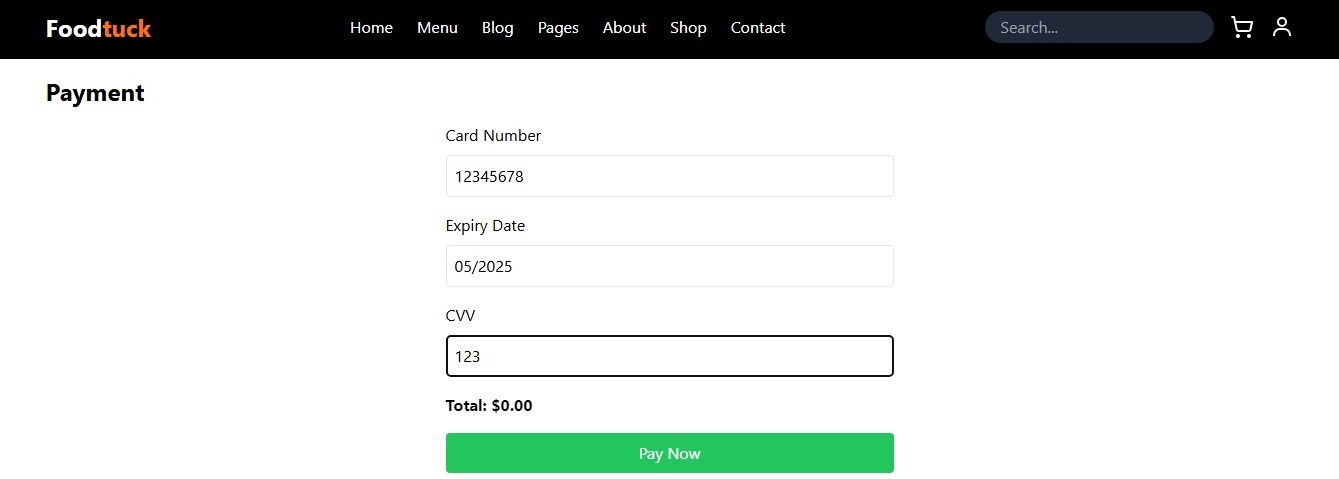 Foodtuck Home Menu Blog Pages About Shop Contact Search...
Payment
Card Number
12345678
Expiry Date
05/2025
CVV
123
Total: $0.00
Pay Now